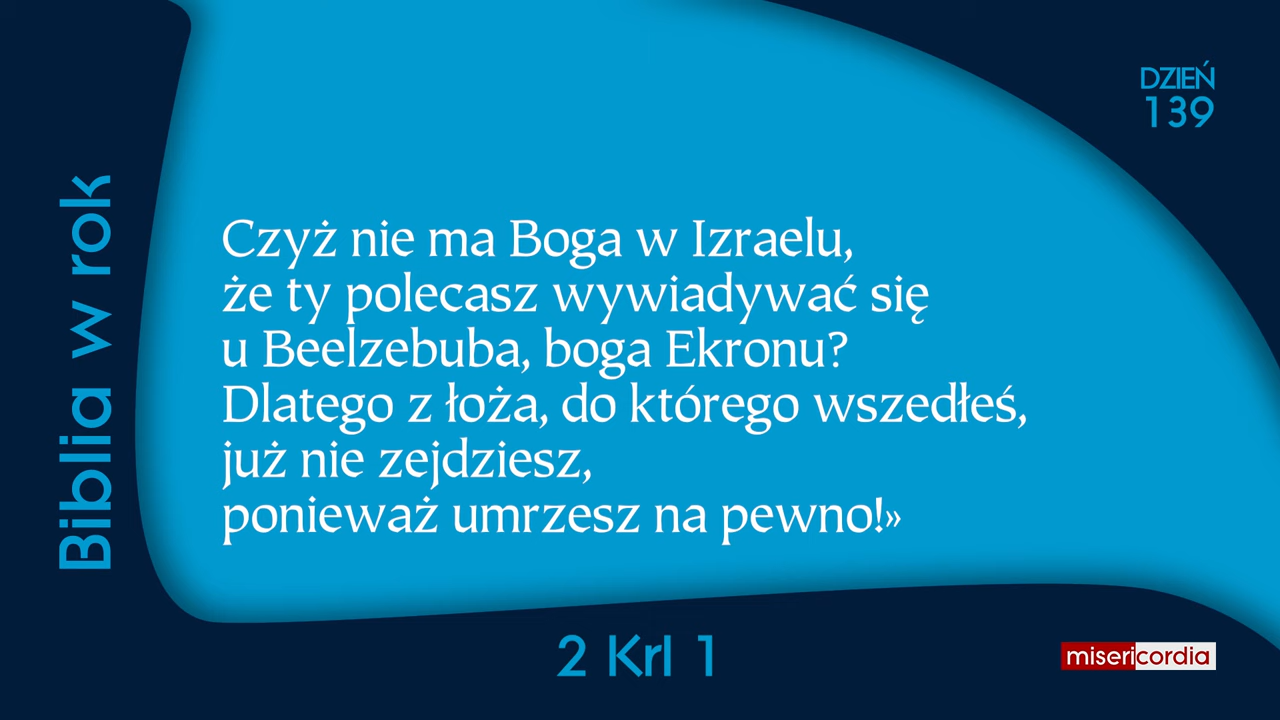 DZIEŃ
139
Biblia w rok
Czyż nie ma Boga w Izraelu,
że ty polecasz wywiadywać się
u Beelzebuba, boga Ekronu?
Dlatego z łoża, do którego wszedłeś,
już nie zejdziesz,
ponieważ umrzesz na pewno!»
2 Krl 1
misericordia